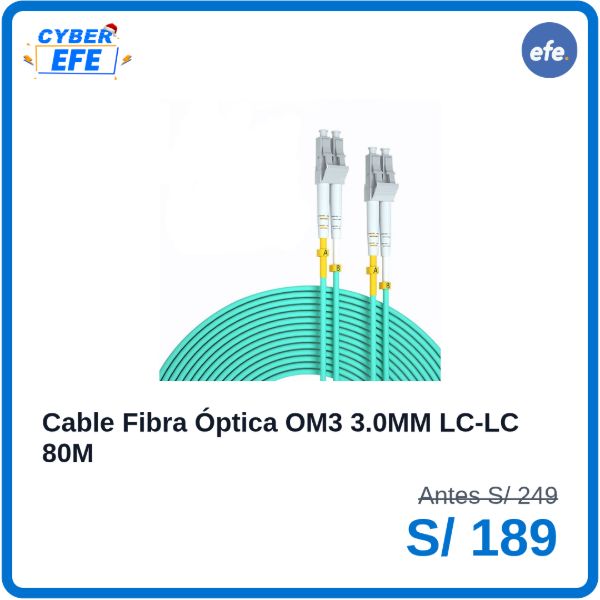 CYBER
EFE
efe.
A
B
A
B
Cable Fibra Óptica OM3 3.0MM LC-LC
80M
Antes S/ 249
S/ 189